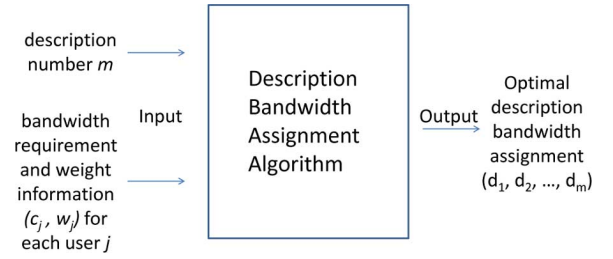 description
number m
bandwidth
requirement
and weight
information
(cj , wj) for
each user j
Input
Description
Bandwidth
Assignment
Algorithm
Output
Optimal
description
bandwidth
assignment
(d1, d2, ..., dm)